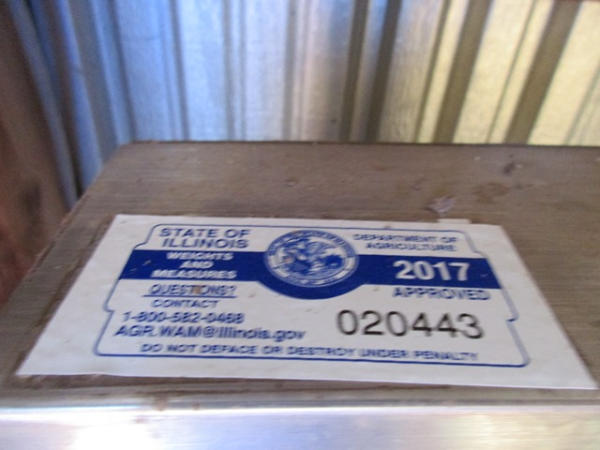 STATE OF
ILLINOIS
WEIGHTS
AND
MEASURES
QUESTIONS?
CONTACT
1-800-582-0468
AGR.WAM@Illinois.gov
DEPARTMENT OF
AGRICULTURE
2017
APPROVED
020443
DO NOT DEFACE OR DESTROY UNDER PENALTY